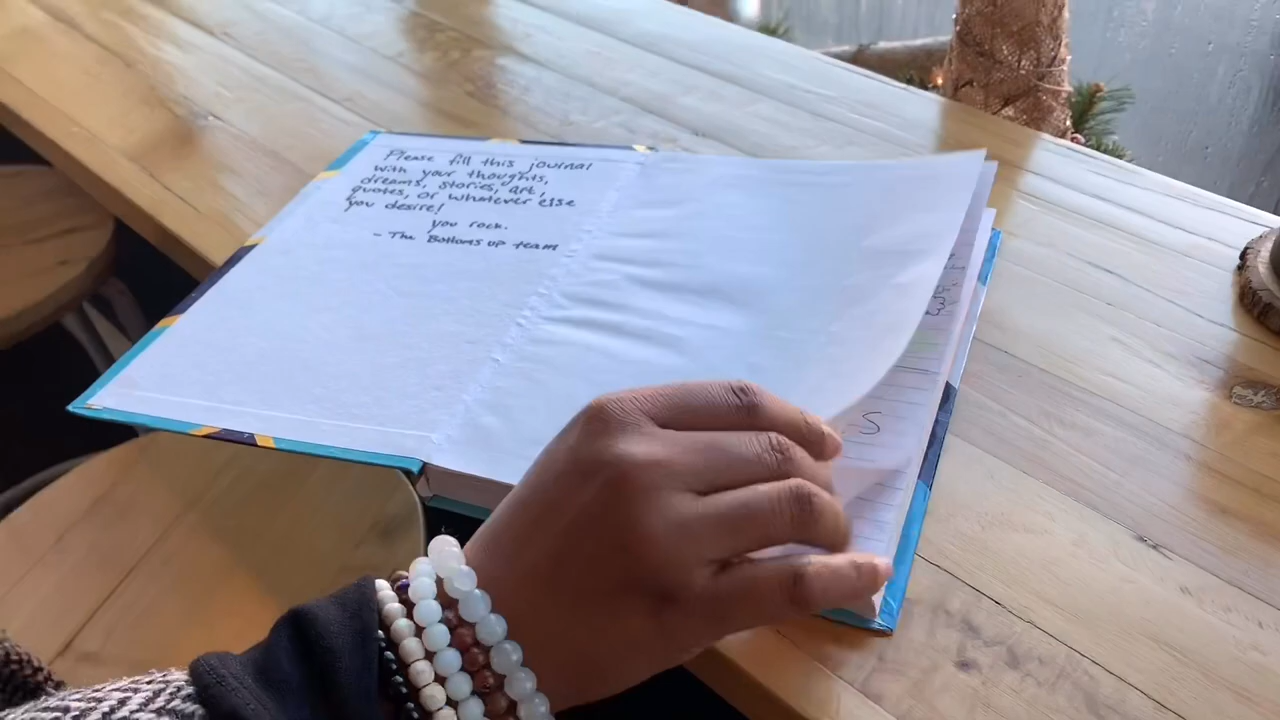 Please fill this journal
with your thoughts,
dreams, stories, art,
quotes, or whatever else
you desire!
you rock.
- The Bottoms up team
S